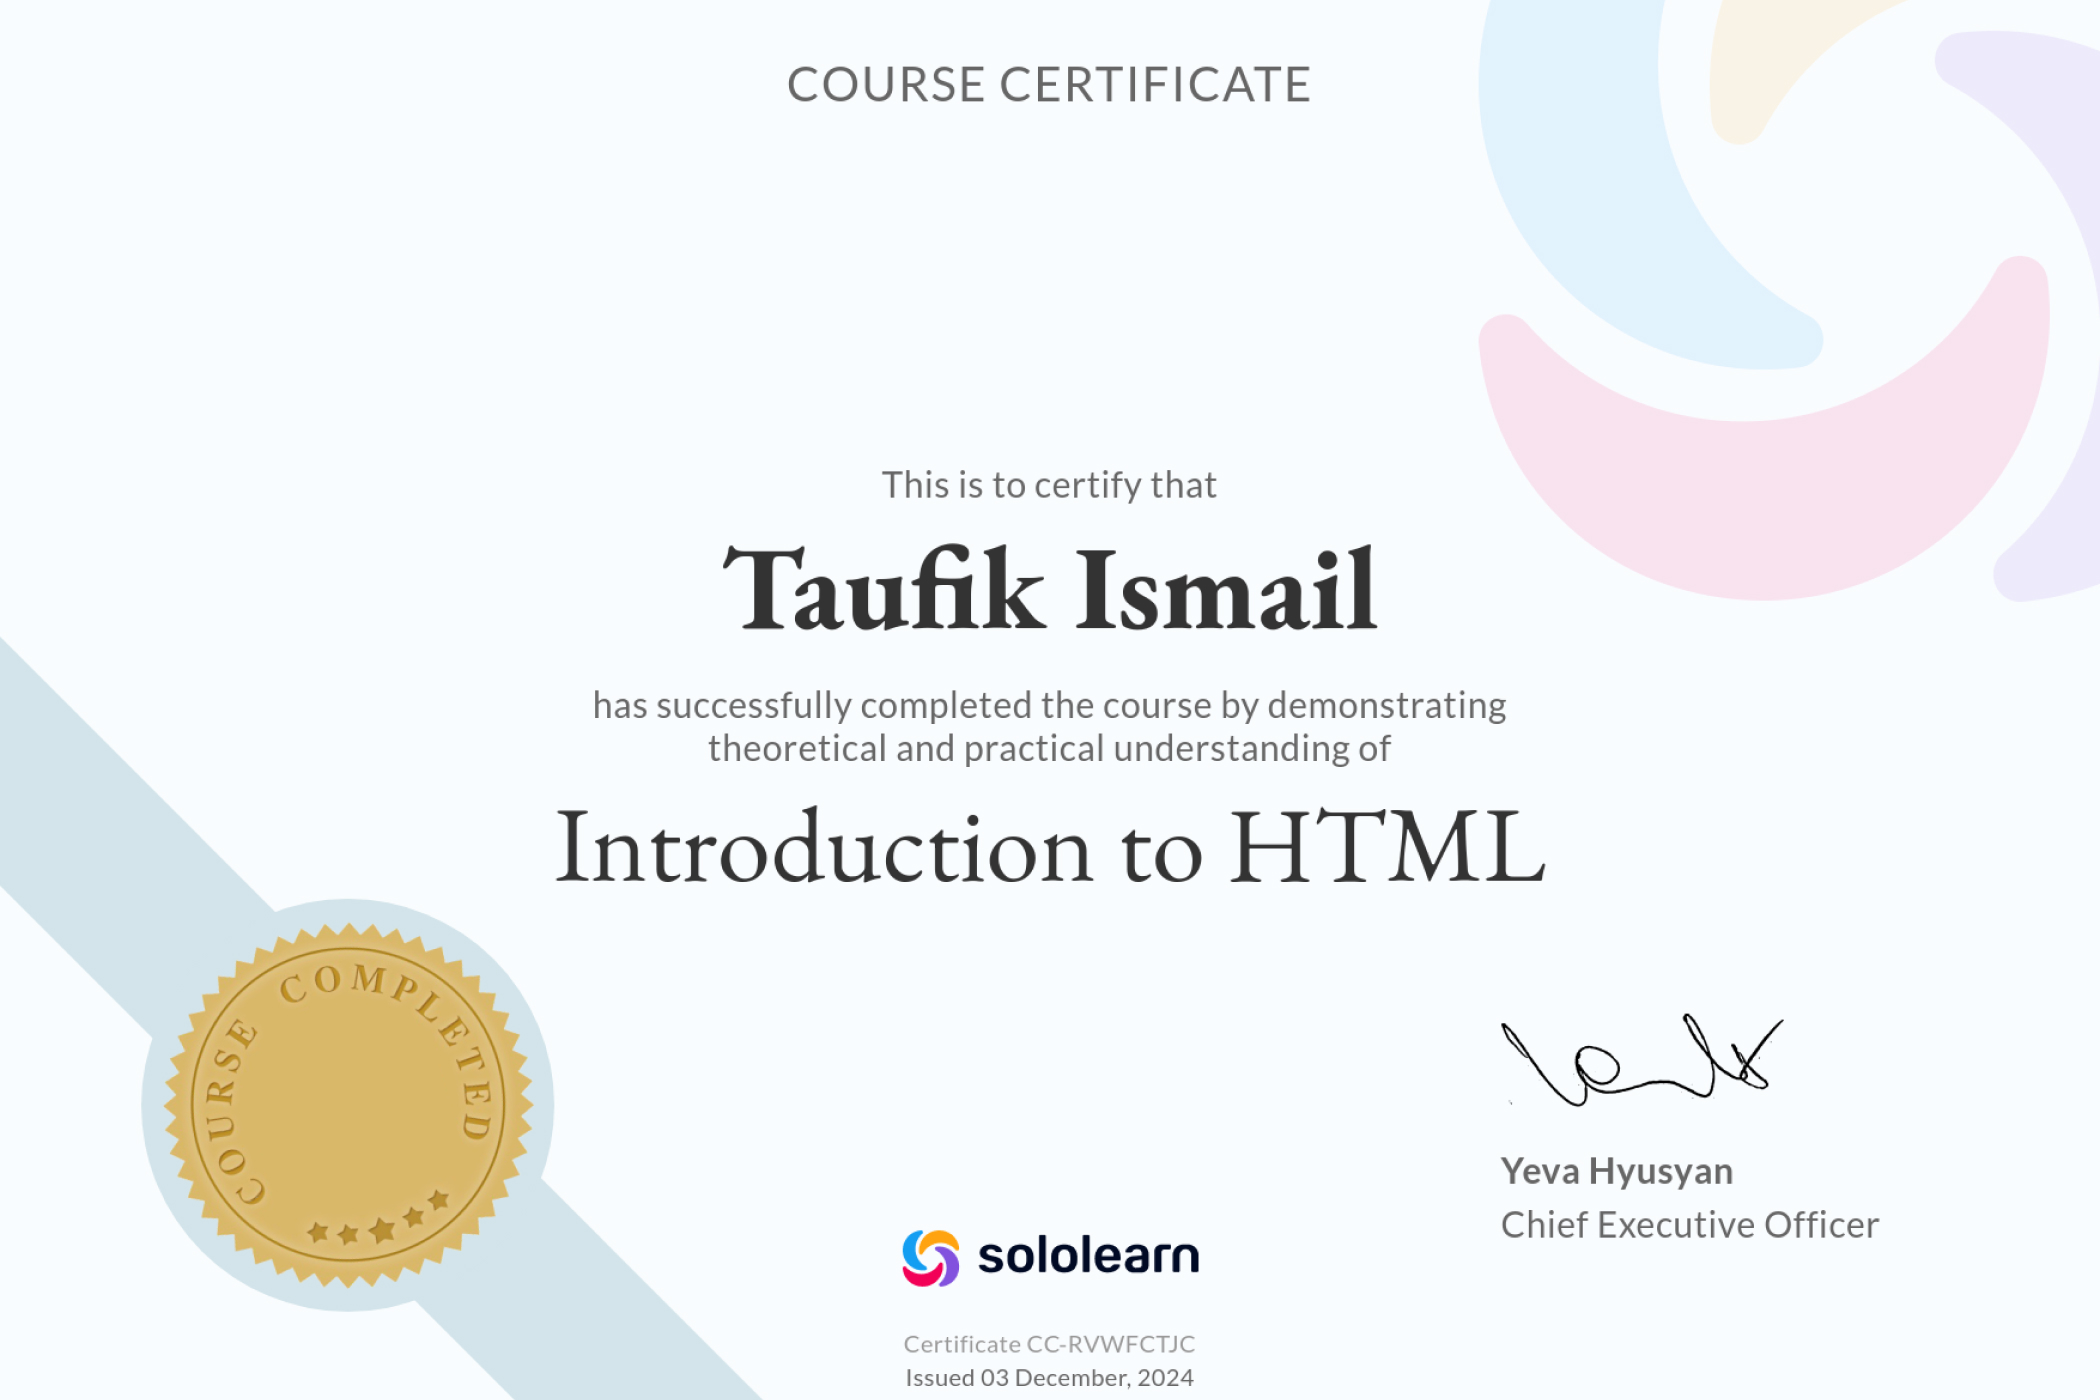 COURSE CERTIFICATE
This is to certify that
Taufik Ismail
has successfully completed the course by demonstrating
theoretical and practical understanding of
Introduction to HTML
COURSE COMPLETED
Yeva Hyusyan
Chief Executive Officer
sololearn
Certificate CC-RVWFCTJC
Issued 03 December, 2024